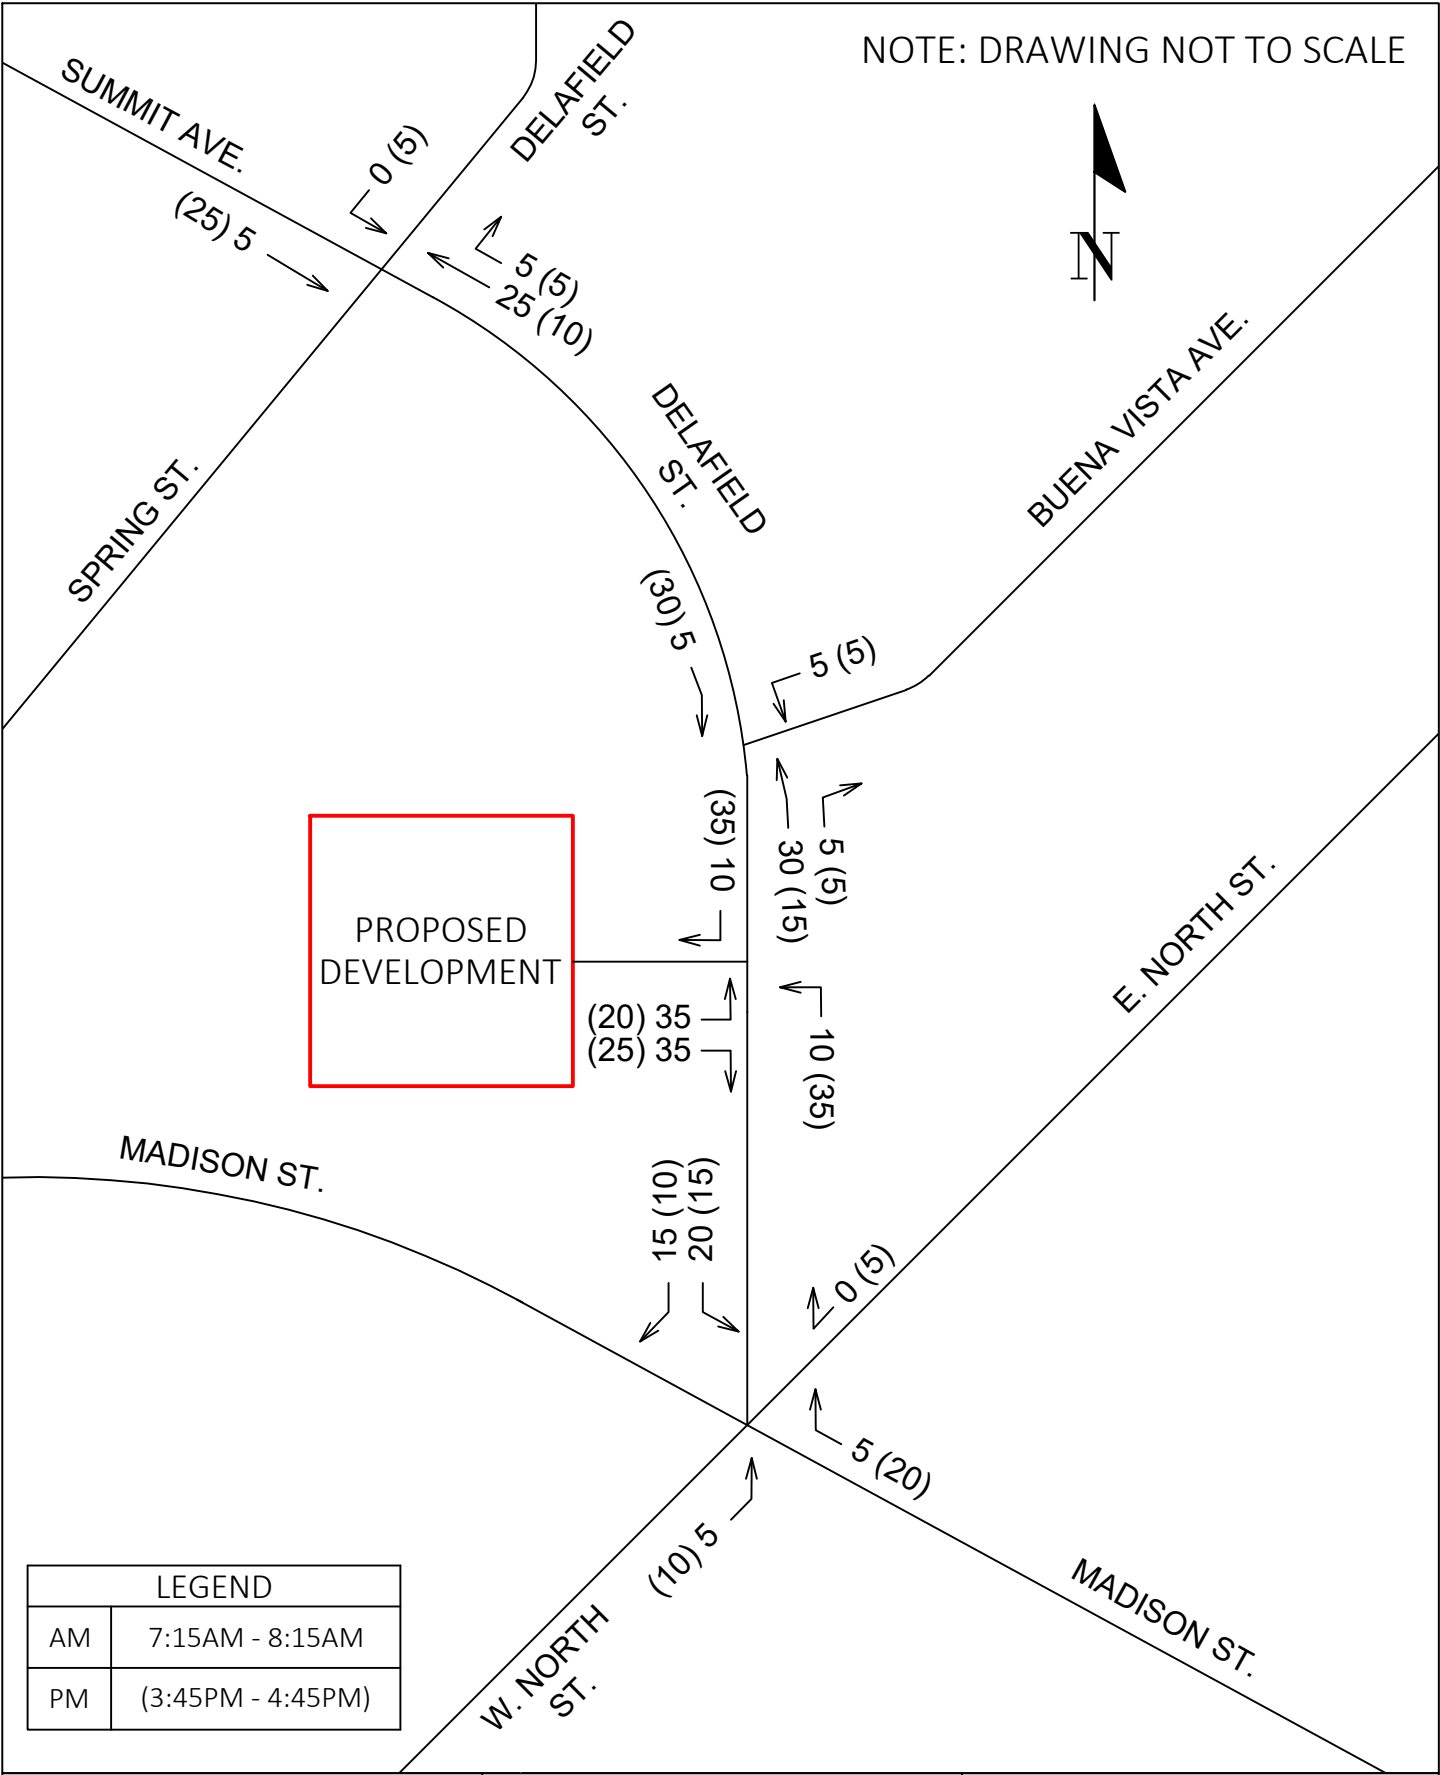 NOTE: DRAWING NOT TO SCALE
DELAFIELD
ST.
SUMMIT AVE.
0 (5)
(25) 5
5 (5)
25 (10)
N
BUENA VISTA AVE.
DELAFIELD
ST.
SPRING ST.
(30) 5
5 (5)
(35) 10
30 (15)
5 (5)
E. NORTH ST.
PROPOSED
DEVELOPMENT
(20) 35
(25) 35
10 (35)
MADISON ST.
15 (10)
20 (15)
0 (5)
5 (20)
(10) 5
MADISON ST.
W. NORTH
ST.
LEGEND
AM 7:15AM - 8:15AM
PM (3:45PM - 4:45PM)